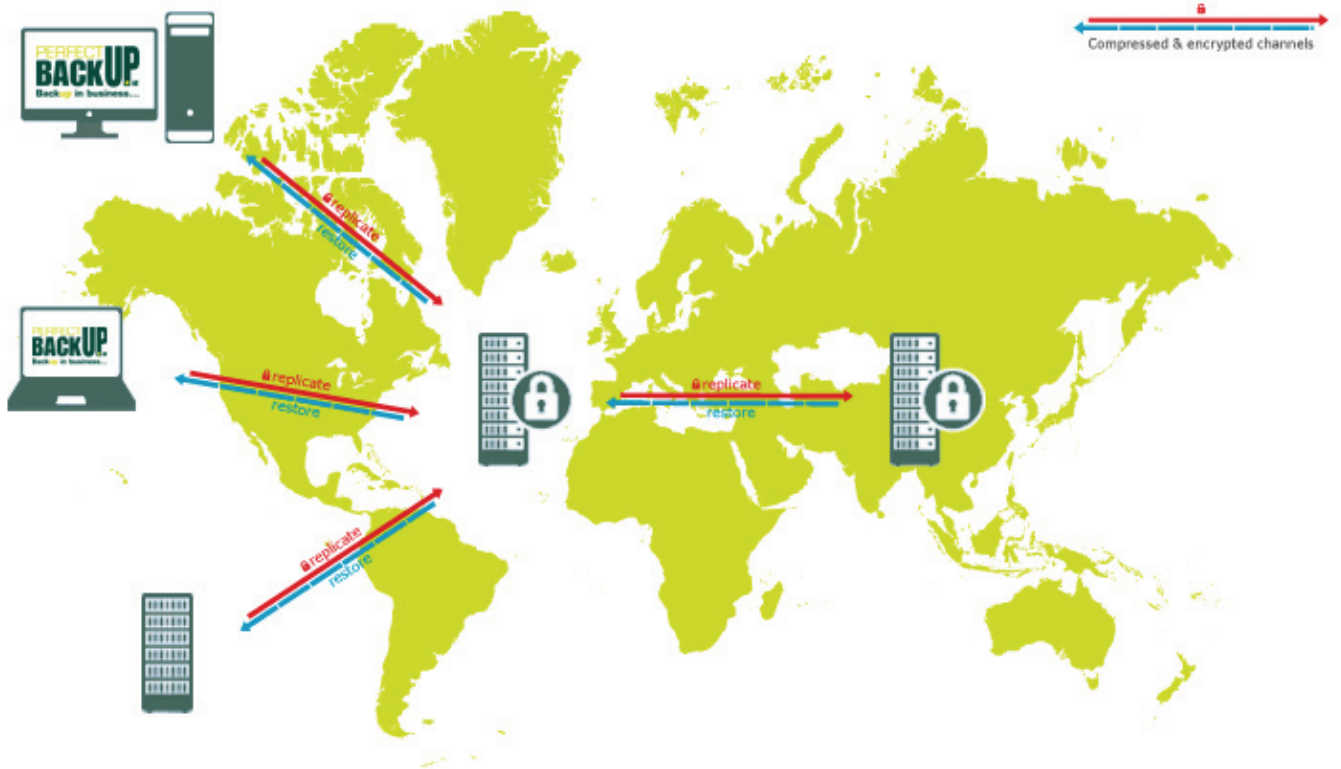 PERFECT
BACKUP
Backup in business...
Compressed & encrypted channels
replicate
restore
PERFECT
BACKUP
Backup in business...
replicate
restore
replicate
restore
replicate
restore